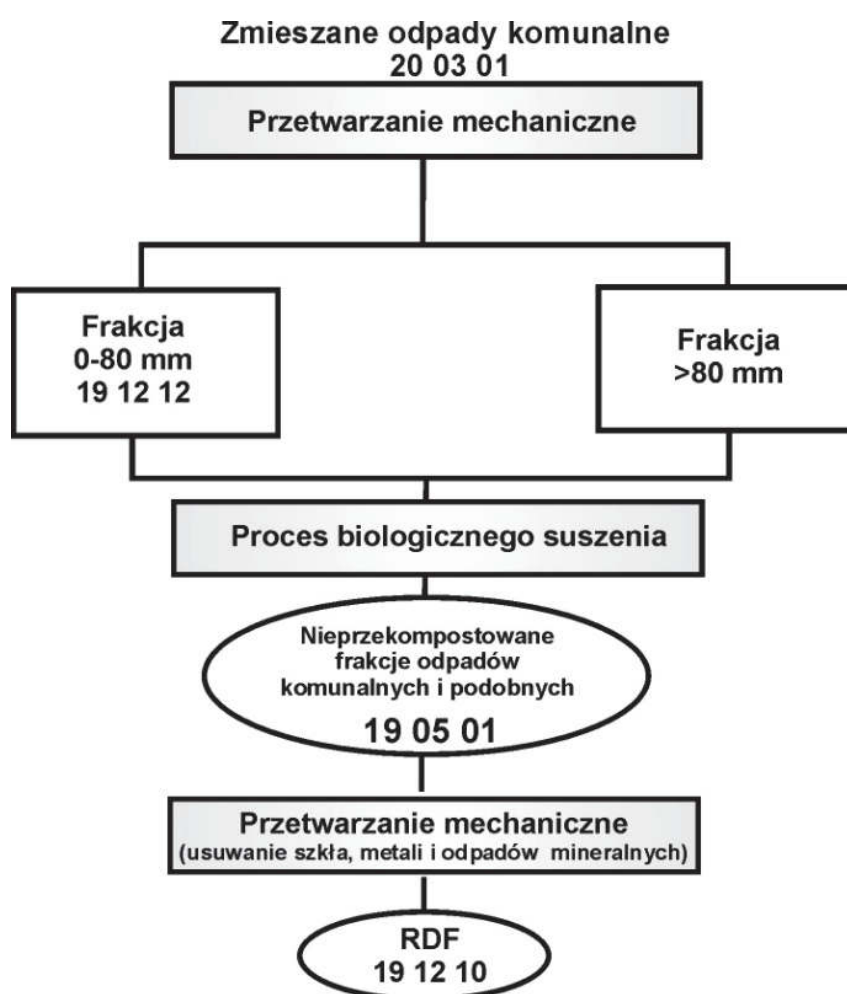 Zmieszane odpady komunalne
20 03 01
Przetwarzanie mechaniczne
Frakcja
0-80 mm
19 12 12
Frakcja
>80 mm
Proces biologicznego suszenia
Nieprzekompostowane
frakcje odpadów
komunalnych i podobnych
19 05 01
Przetwarzanie mechaniczne
(usuwanie szkła, metali i odpadów mineralnych)
RDF
19 12 10